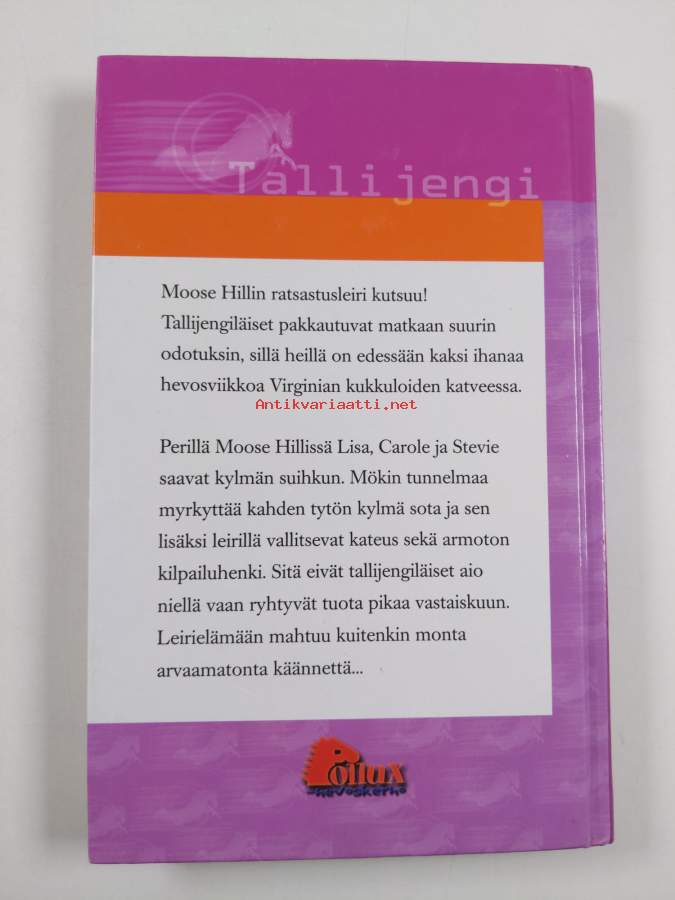 Tallijengi
Moose Hillin ratsastusleiri kutsuu!
Tallijengiläiset pakkautuvat matkaan suurin
odotuksin, sillä heillä on edessään kaksi ihanaa
hevosviikkoa Virginian kukkuloiden katveessa.
Antikvariaatti.net
Perillä Moose Hillissä Lisa, Carole ja Stevie
saavat kylmän suihkun. Mökin tunnelmaa
myrkyttää kahden tytön kylmä sota ja sen
lisäksi leirillä vallitsevat kateus sekä armoton
kilpailuhenki. Sitä eivät tallijengiläiset aio
niellä vaan ryhtyvät tuota pikaa vastaiskuun.
Leirielämään mahtuu kuitenkin monta
arvaamatonta käännettä...
Pollux
hevoskerho